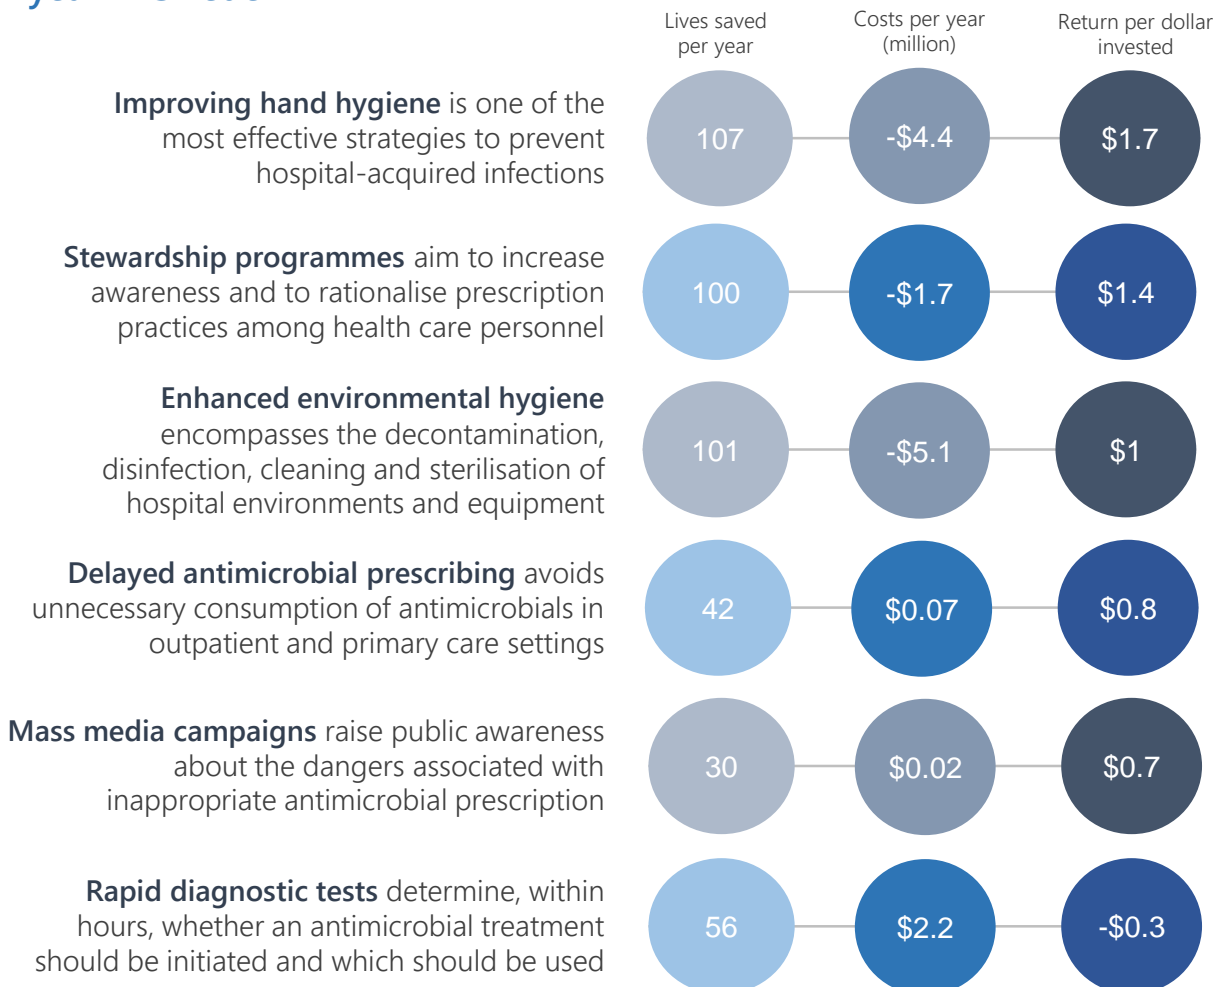 Lives saved
per year
Costs per year
(million)
Return per dollar
invested
Improving hand hygiene is one of the
most effective strategies to prevent
hospital-acquired infections
107
-$4.4
$1.7
Stewardship programmes aim to increase
awareness and to rationalise prescription
practices among health care personnel
100
-$1.7
$1.4
Enhanced environmental hygiene
encompasses the decontamination,
disinfection, cleaning and sterilisation of
hospital environments and equipment
101
-$5.1
$1
Delayed antimicrobial prescribing avoids
unnecessary consumption of antimicrobials in
outpatient and primary care settings
42
$0.07
$0.8
Mass media campaigns raise public awareness
about the dangers associated with
inappropriate antimicrobial prescription
30
$0.02
$0.7
Rapid diagnostic tests determine, within
hours, whether an antimicrobial treatment
should be initiated and which should be used
56
$2.2
-$0.3